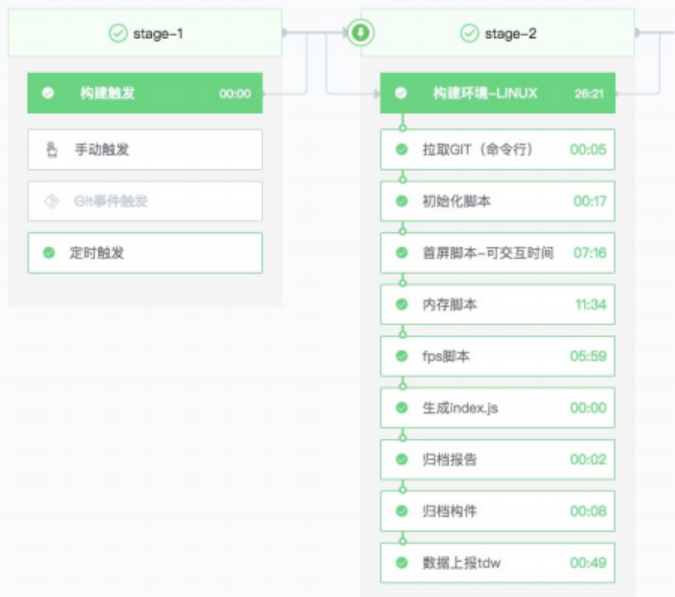 stage-1
构建触发 00:00
手动触发
Git事件触发
定时触发
stage-2
构建环境-LINUX 26:21
拉取GIT（命令行） 00:05
初始化脚本 00:17
首屏脚本-可交互时间 07:16
内存脚本 11:34
fps脚本 05:59
生成index.js 00:00
归档报告 00:02
归档构件 00:08
数据上报tdw 00:49